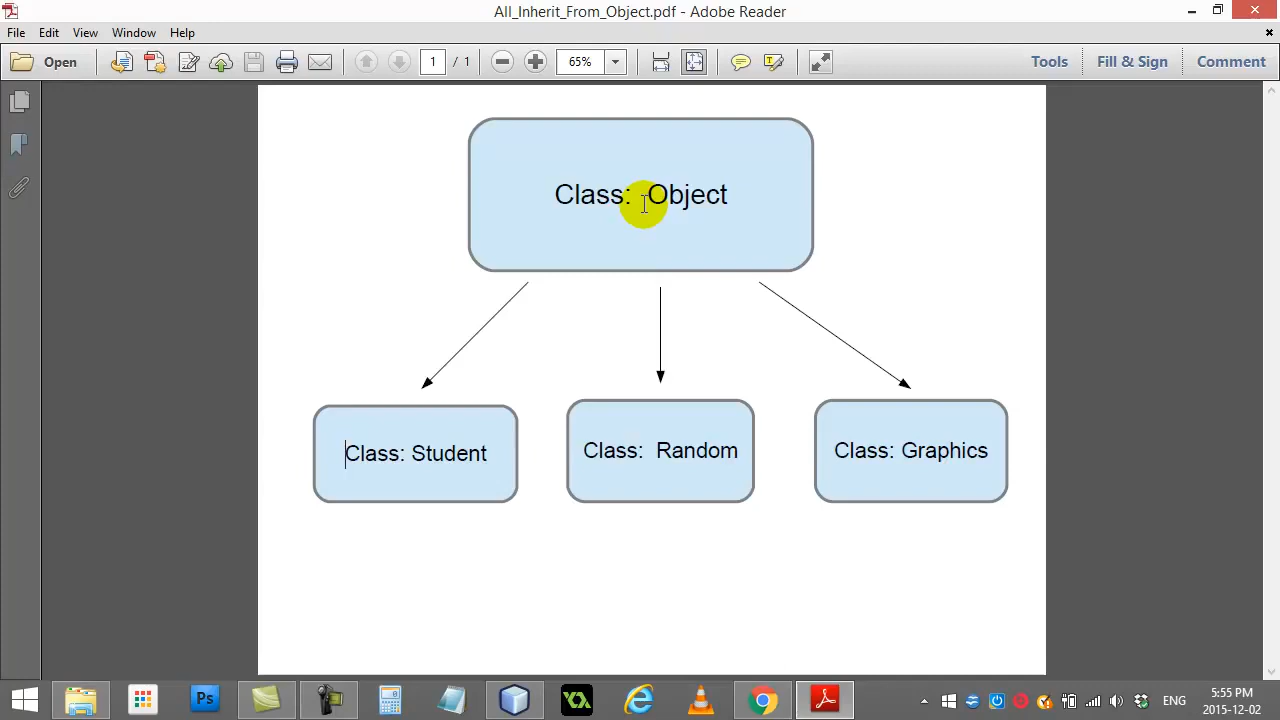 All_Inherit_From_Object.pdf - Adobe Reader
File Edit View Window Help
Open 1 / 1 65% Tools Fill & Sign Comment
Class: Object
Class: Student Class: Random Class: Graphics
Ps ENG 5:55 PM
2015-12-02